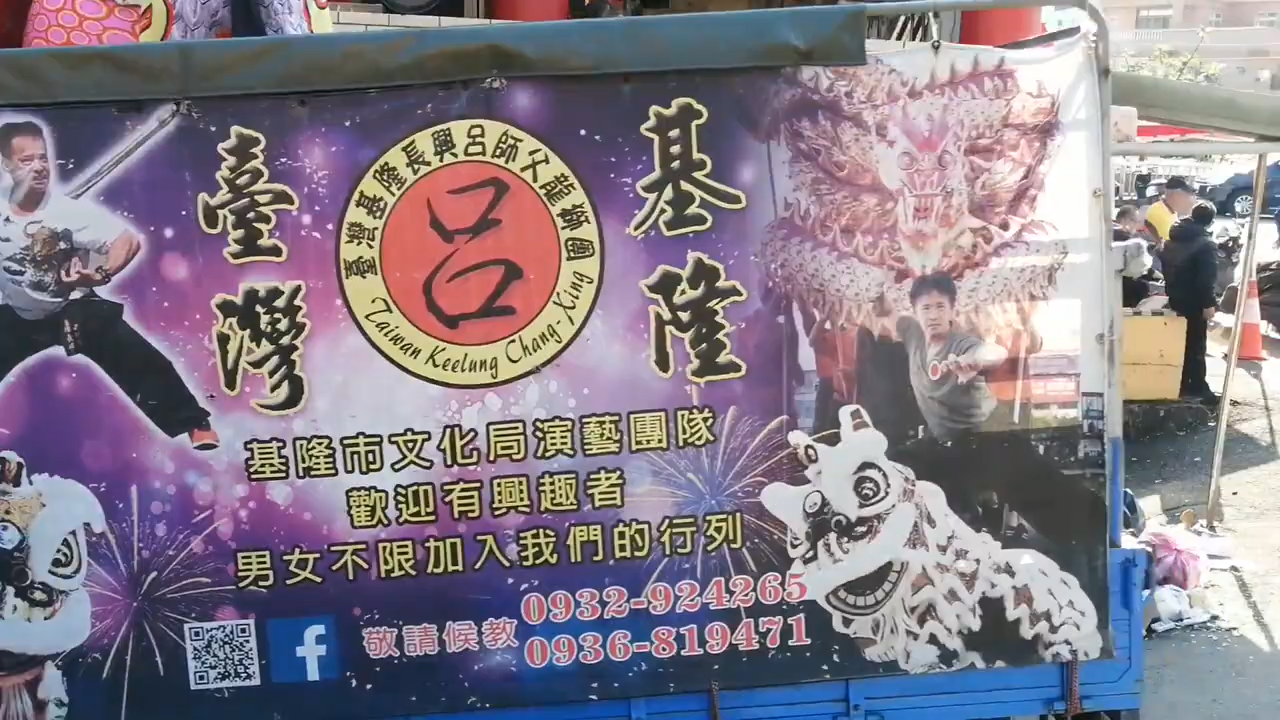 臺灣
基隆
臺灣基隆長興呂師父龍獅團
呂
Taiwan Keelung Chang-Xing
基隆市文化局演藝團隊
歡迎有興趣者
男女不限加入我們的行列
敬請候教
0932-924265
0936-819471
f